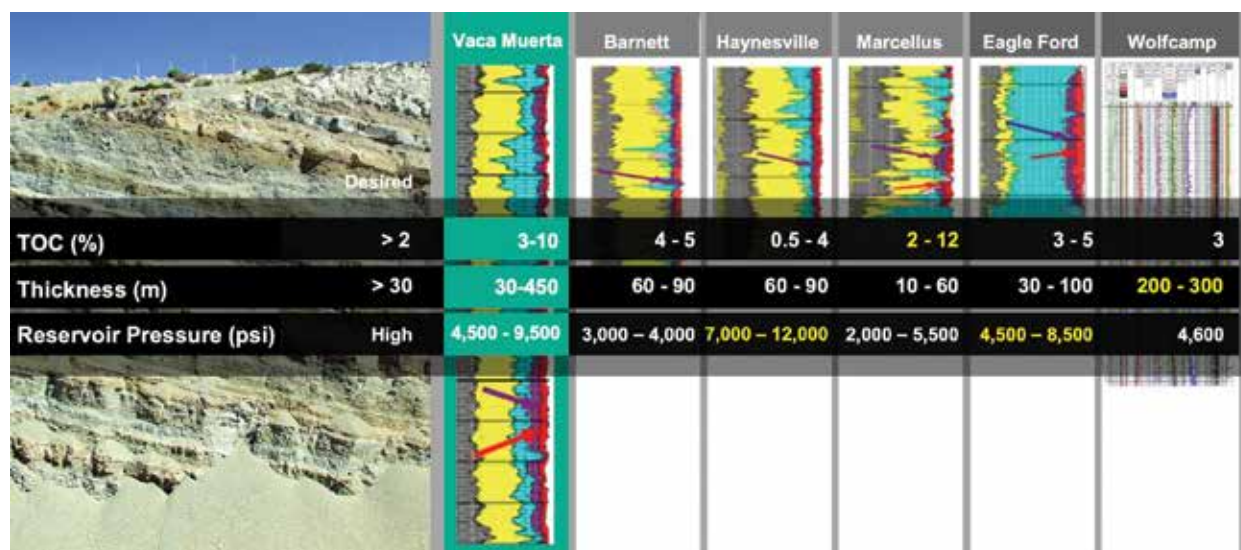 Vaca Muerta Barnett Haynesville Marcellus Eagle Ford Wolfcamp
Desired
TOC (%) > 2 3-10 4 - 5 0.5 - 4 2 - 12 3 - 5 3
Thickness (m) > 30 30-450 60 - 90 60 - 90 10 - 60 30 - 100 200 - 300
Reservoir Pressure (psi) High 4,500 - 9,500 3,000 – 4,000 7,000 – 12,000 2,000 – 5,500 4,500 – 8,500 4,600